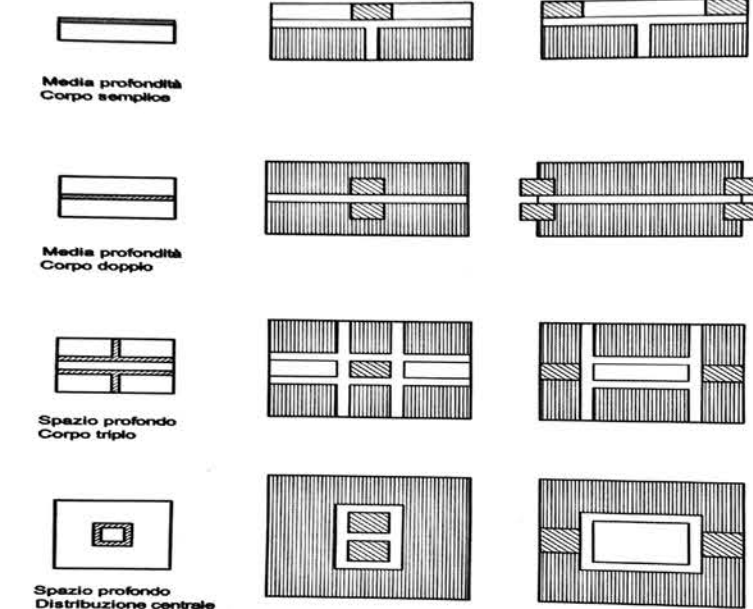 Media profondità
Corpo semplice
Media profondità
Corpo doppio
Spazio profondo
Corpo triplo
Spazio profondo
Distribuzione centrale